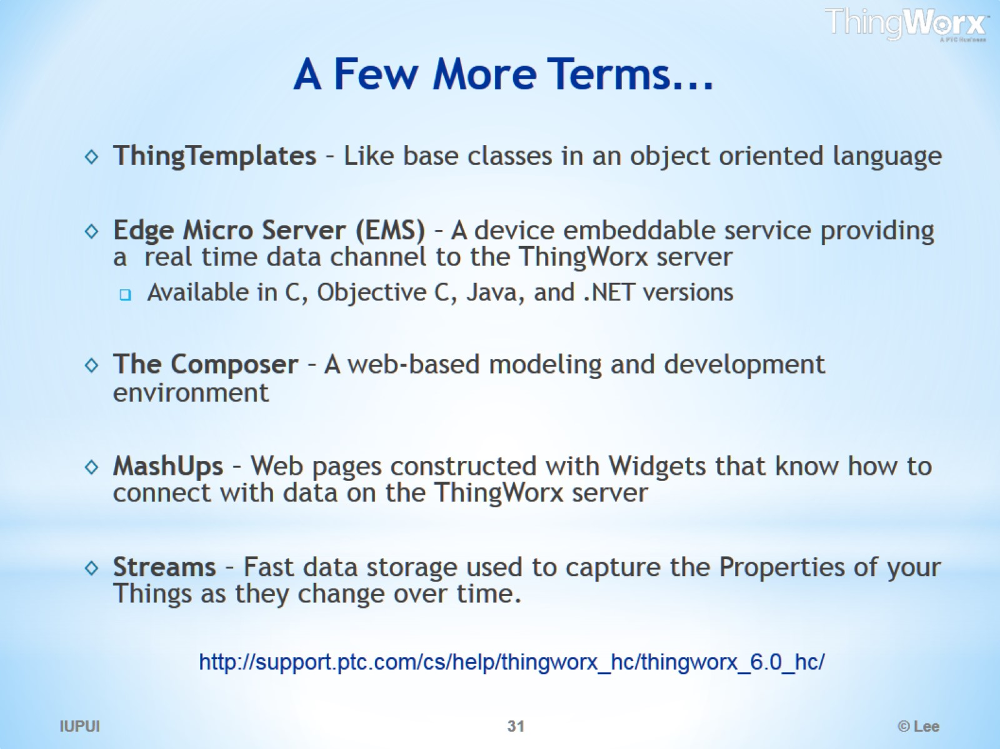 ThingWorx™
A PTC Business
A Few More Terms...
◇ ThingTemplates – Like base classes in an object oriented language
◇ Edge Micro Server (EMS) – A device embeddable service providing
a real time data channel to the ThingWorx server
❑ Available in C, Objective C, Java, and .NET versions
◇ The Composer – A web-based modeling and development
environment
◇ MashUps – Web pages constructed with Widgets that know how to
connect with data on the ThingWorx server
◇ Streams – Fast data storage used to capture the Properties of your
Things as they change over time.
http://support.ptc.com/cs/help/thingworx_hc/thingworx_6.0_hc/
IUPUI 31 © Lee